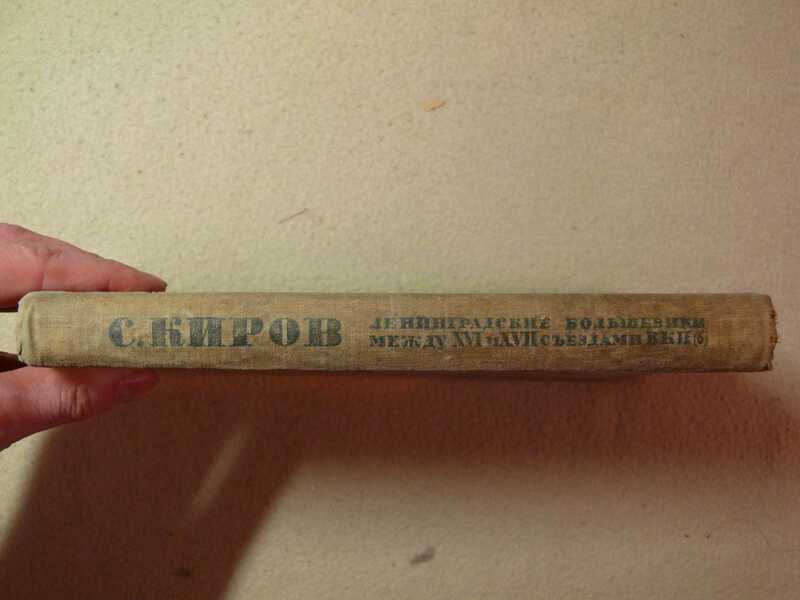 С. КИРОВ
ЛЕНИНГРАДСКИЕ БОЛЬШЕВИКИ
МЕЖДУ XVI и XVII СЪЕЗДАМИ ВКП(б